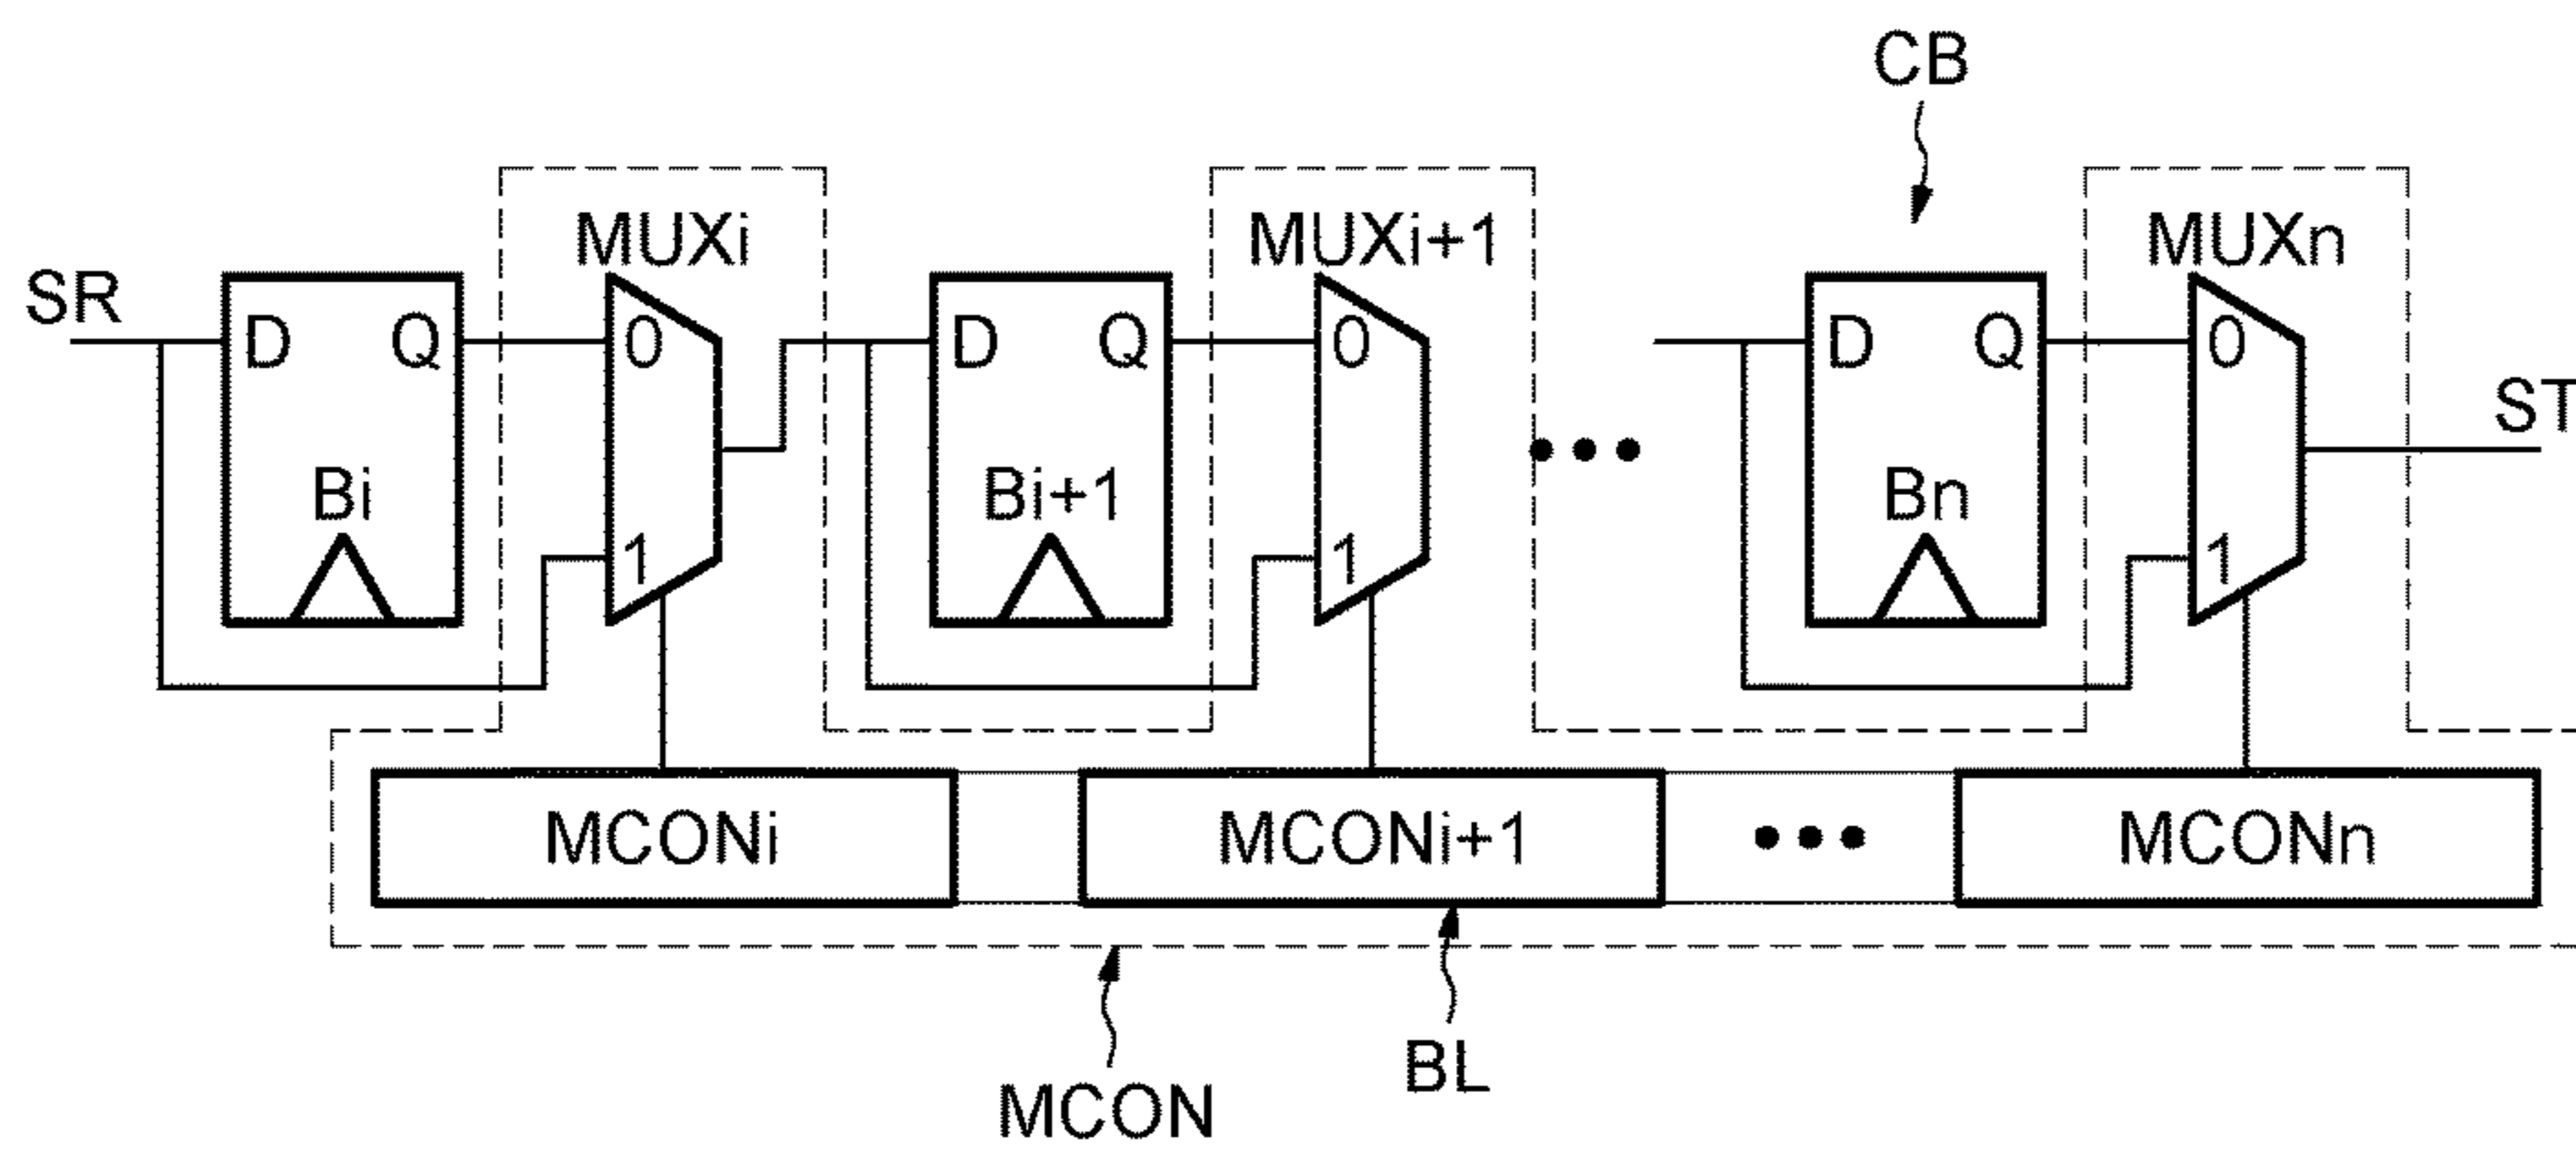 CB
MUXi
MUXi+1
MUXn
SR
D
Q
0
D
Q
0
D
Q
0
ST
Bi
Bi+1
Bn
1
1
1
MCONi
MCONi+1
MCONn
BL
MCON